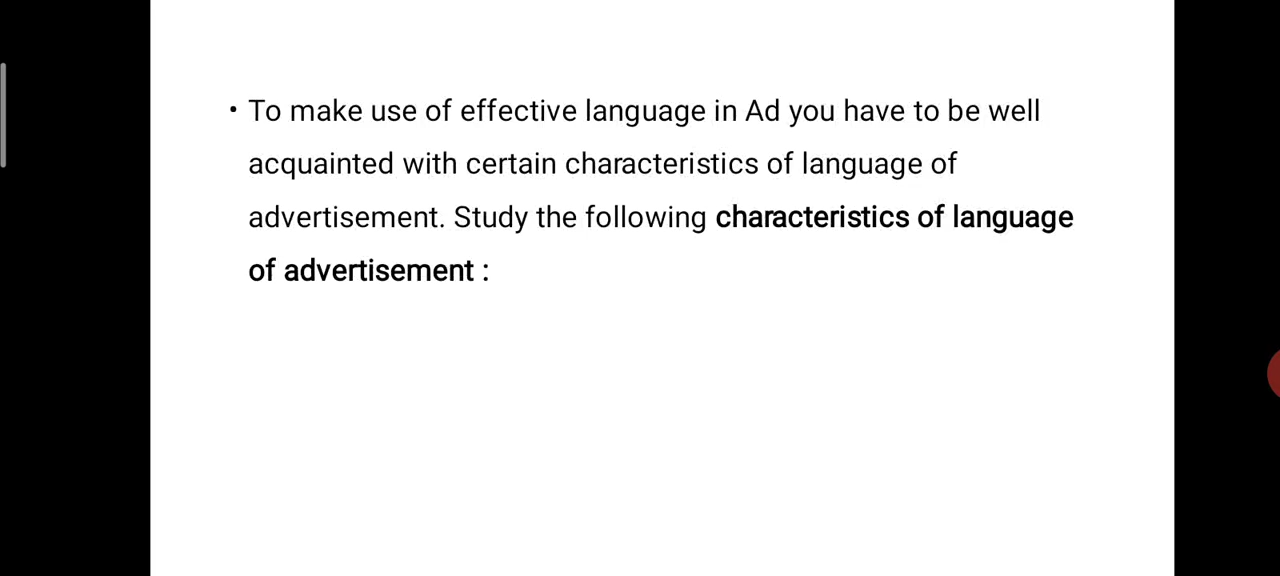 • To make use of effective language in Ad you have to be well
acquainted with certain characteristics of language of
advertisement. Study the following characteristics of language
of advertisement :